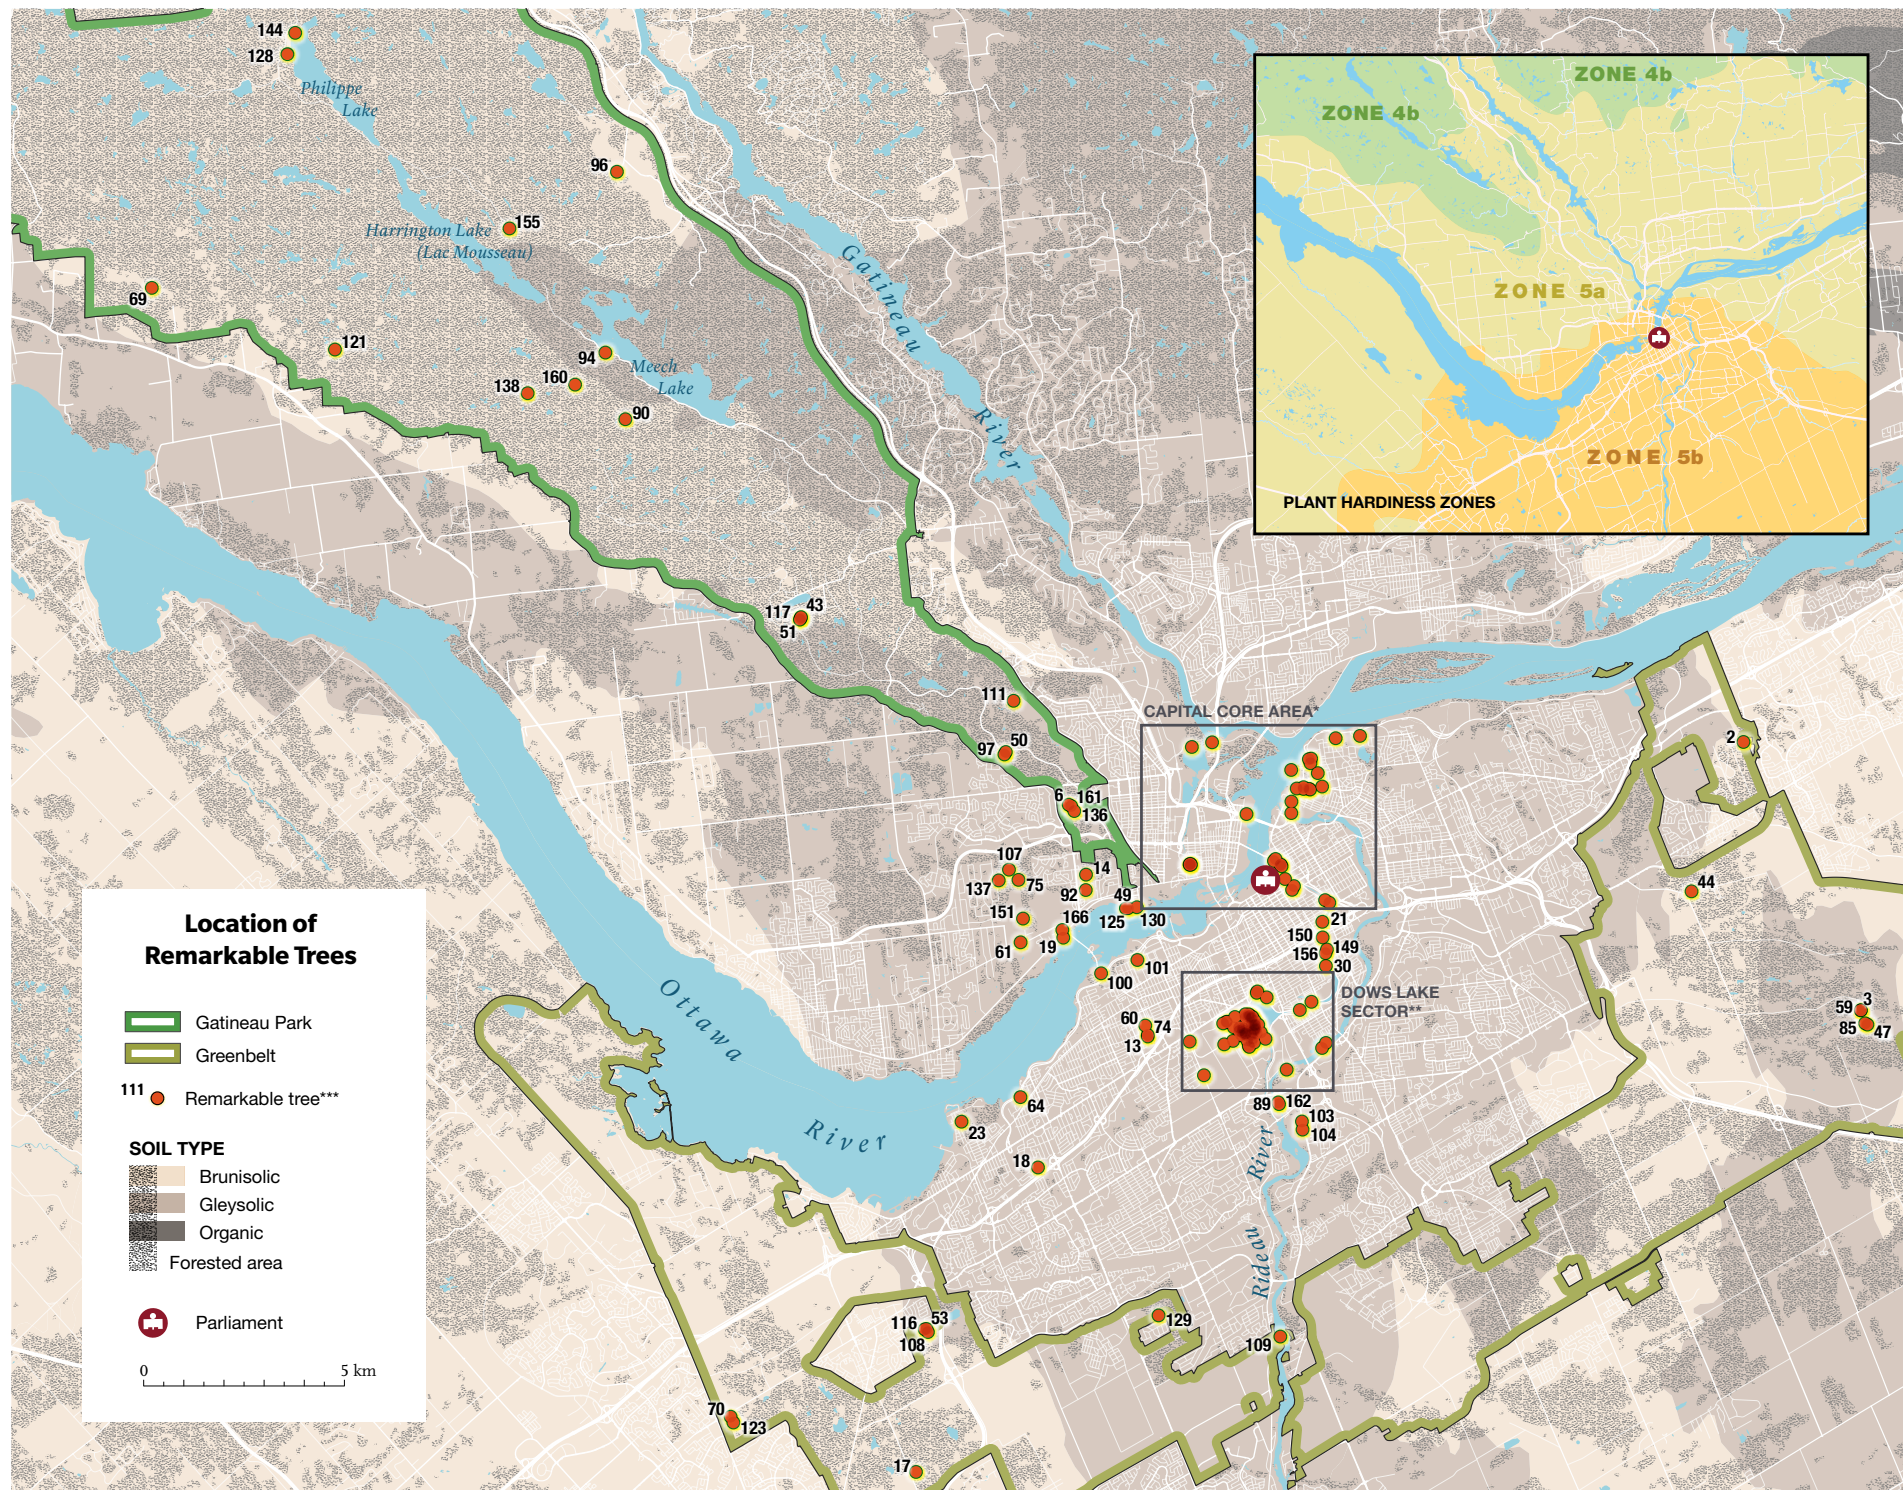 144
128
Philippe
Lake
96
155
Harrington Lake
(Lac Mousseau)
69
121
94
Meech
Lake
138
160
90
Gatineau
River
ZONE 4b
ZONE 4b
ZONE 5a
ZONE 5b
PLANT HARDINESS ZONES
117
43
51
111
97
50
6
161
136
CAPITAL CORE AREA*
2
44
107
137
75
14
92
49
125
130
151
166
61
19
101
100
21
150
149
156
30
DOWS LAKE
SECTOR**
60
74
13
3
59
85
47
64
23
18
89
162
103
104
Ottawa
River
Rideau River
116
53
108
129
109
70
123
17
Location of
Remarkable Trees
Gatineau Park
Greenbelt
111
Remarkable tree***
SOIL TYPE
Brunisolic
Gleysolic
Organic
Forested area
Parliament
0
5 km